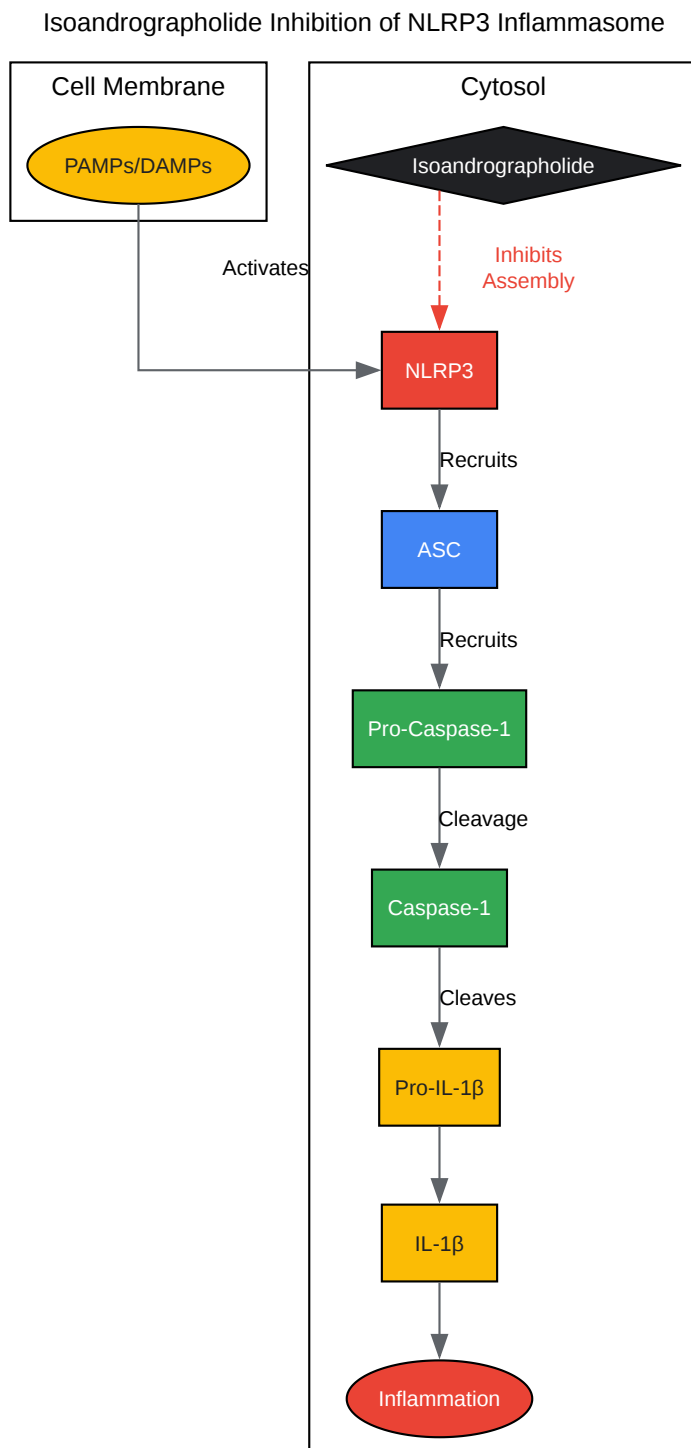 Isoandrographolide Inhibition of NLRP3 Inflammasome
Cell Membrane
Cytosol
PAMPs/DAMPs
Isoandrographolide
Activates
Inhibits
Assembly
NLRP3
Recruits
ASC
Recruits
Pro-Caspase-1
Cleavage
Caspase-1
Cleaves
Pro-IL-1β
IL-1β
Inflammation